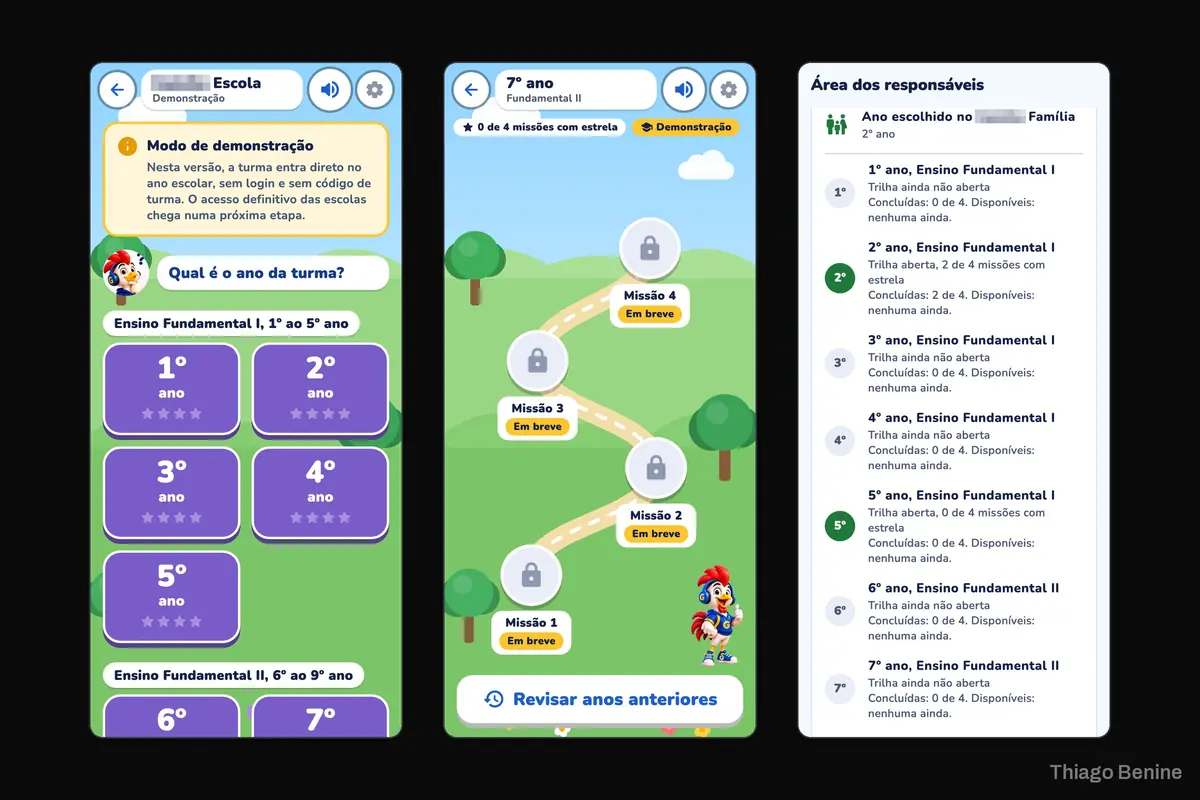 Escola
Demonstração
Modo de demonstração
Nesta versão, a turma entra direto no
ano escolar, sem login e sem código de
turma. O acesso definitivo das escolas
chega numa próxima etapa.
Qual é o ano da turma?
Ensino Fundamental I, 1º ao 5º ano
1º
ano
2º
ano
3º
ano
4º
ano
5º
ano
Ensino Fundamental II, 6º ao 9º ano
6º
7º
7º ano
Fundamental II
0 de 4 missões com estrela
Demonstração
Missão 4
Em breve
Missão 3
Em breve
Missão 2
Em breve
Missão 1
Em breve
G
Revisar anos anteriores
Área dos responsáveis
Ano escolhido no Família
2º ano
1º
1º ano, Ensino Fundamental I
Trilha ainda não aberta
Concluídas: 0 de 4. Disponíveis:
nenhuma ainda.
2º
2º ano, Ensino Fundamental I
Trilha aberta, 2 de 4 missões com
estrela
Concluídas: 2 de 4. Disponíveis:
nenhuma ainda.
3º
3º ano, Ensino Fundamental I
Trilha ainda não aberta
Concluídas: 0 de 4. Disponíveis:
nenhuma ainda.
4º
4º ano, Ensino Fundamental I
Trilha ainda não aberta
Concluídas: 0 de 4. Disponíveis:
nenhuma ainda.
5º
5º ano, Ensino Fundamental I
Trilha aberta, 0 de 4 missões com
estrela
Concluídas: 0 de 4. Disponíveis:
nenhuma ainda.
6º
6º ano, Ensino Fundamental II
Trilha ainda não aberta
Concluídas: 0 de 4. Disponíveis:
nenhuma ainda.
7º
7º ano, Ensino Fundamental II
Trilha ainda não aberta
Concluídas: 0 de 4. Disponíveis:
nenhuma ainda.
Thiago Benine